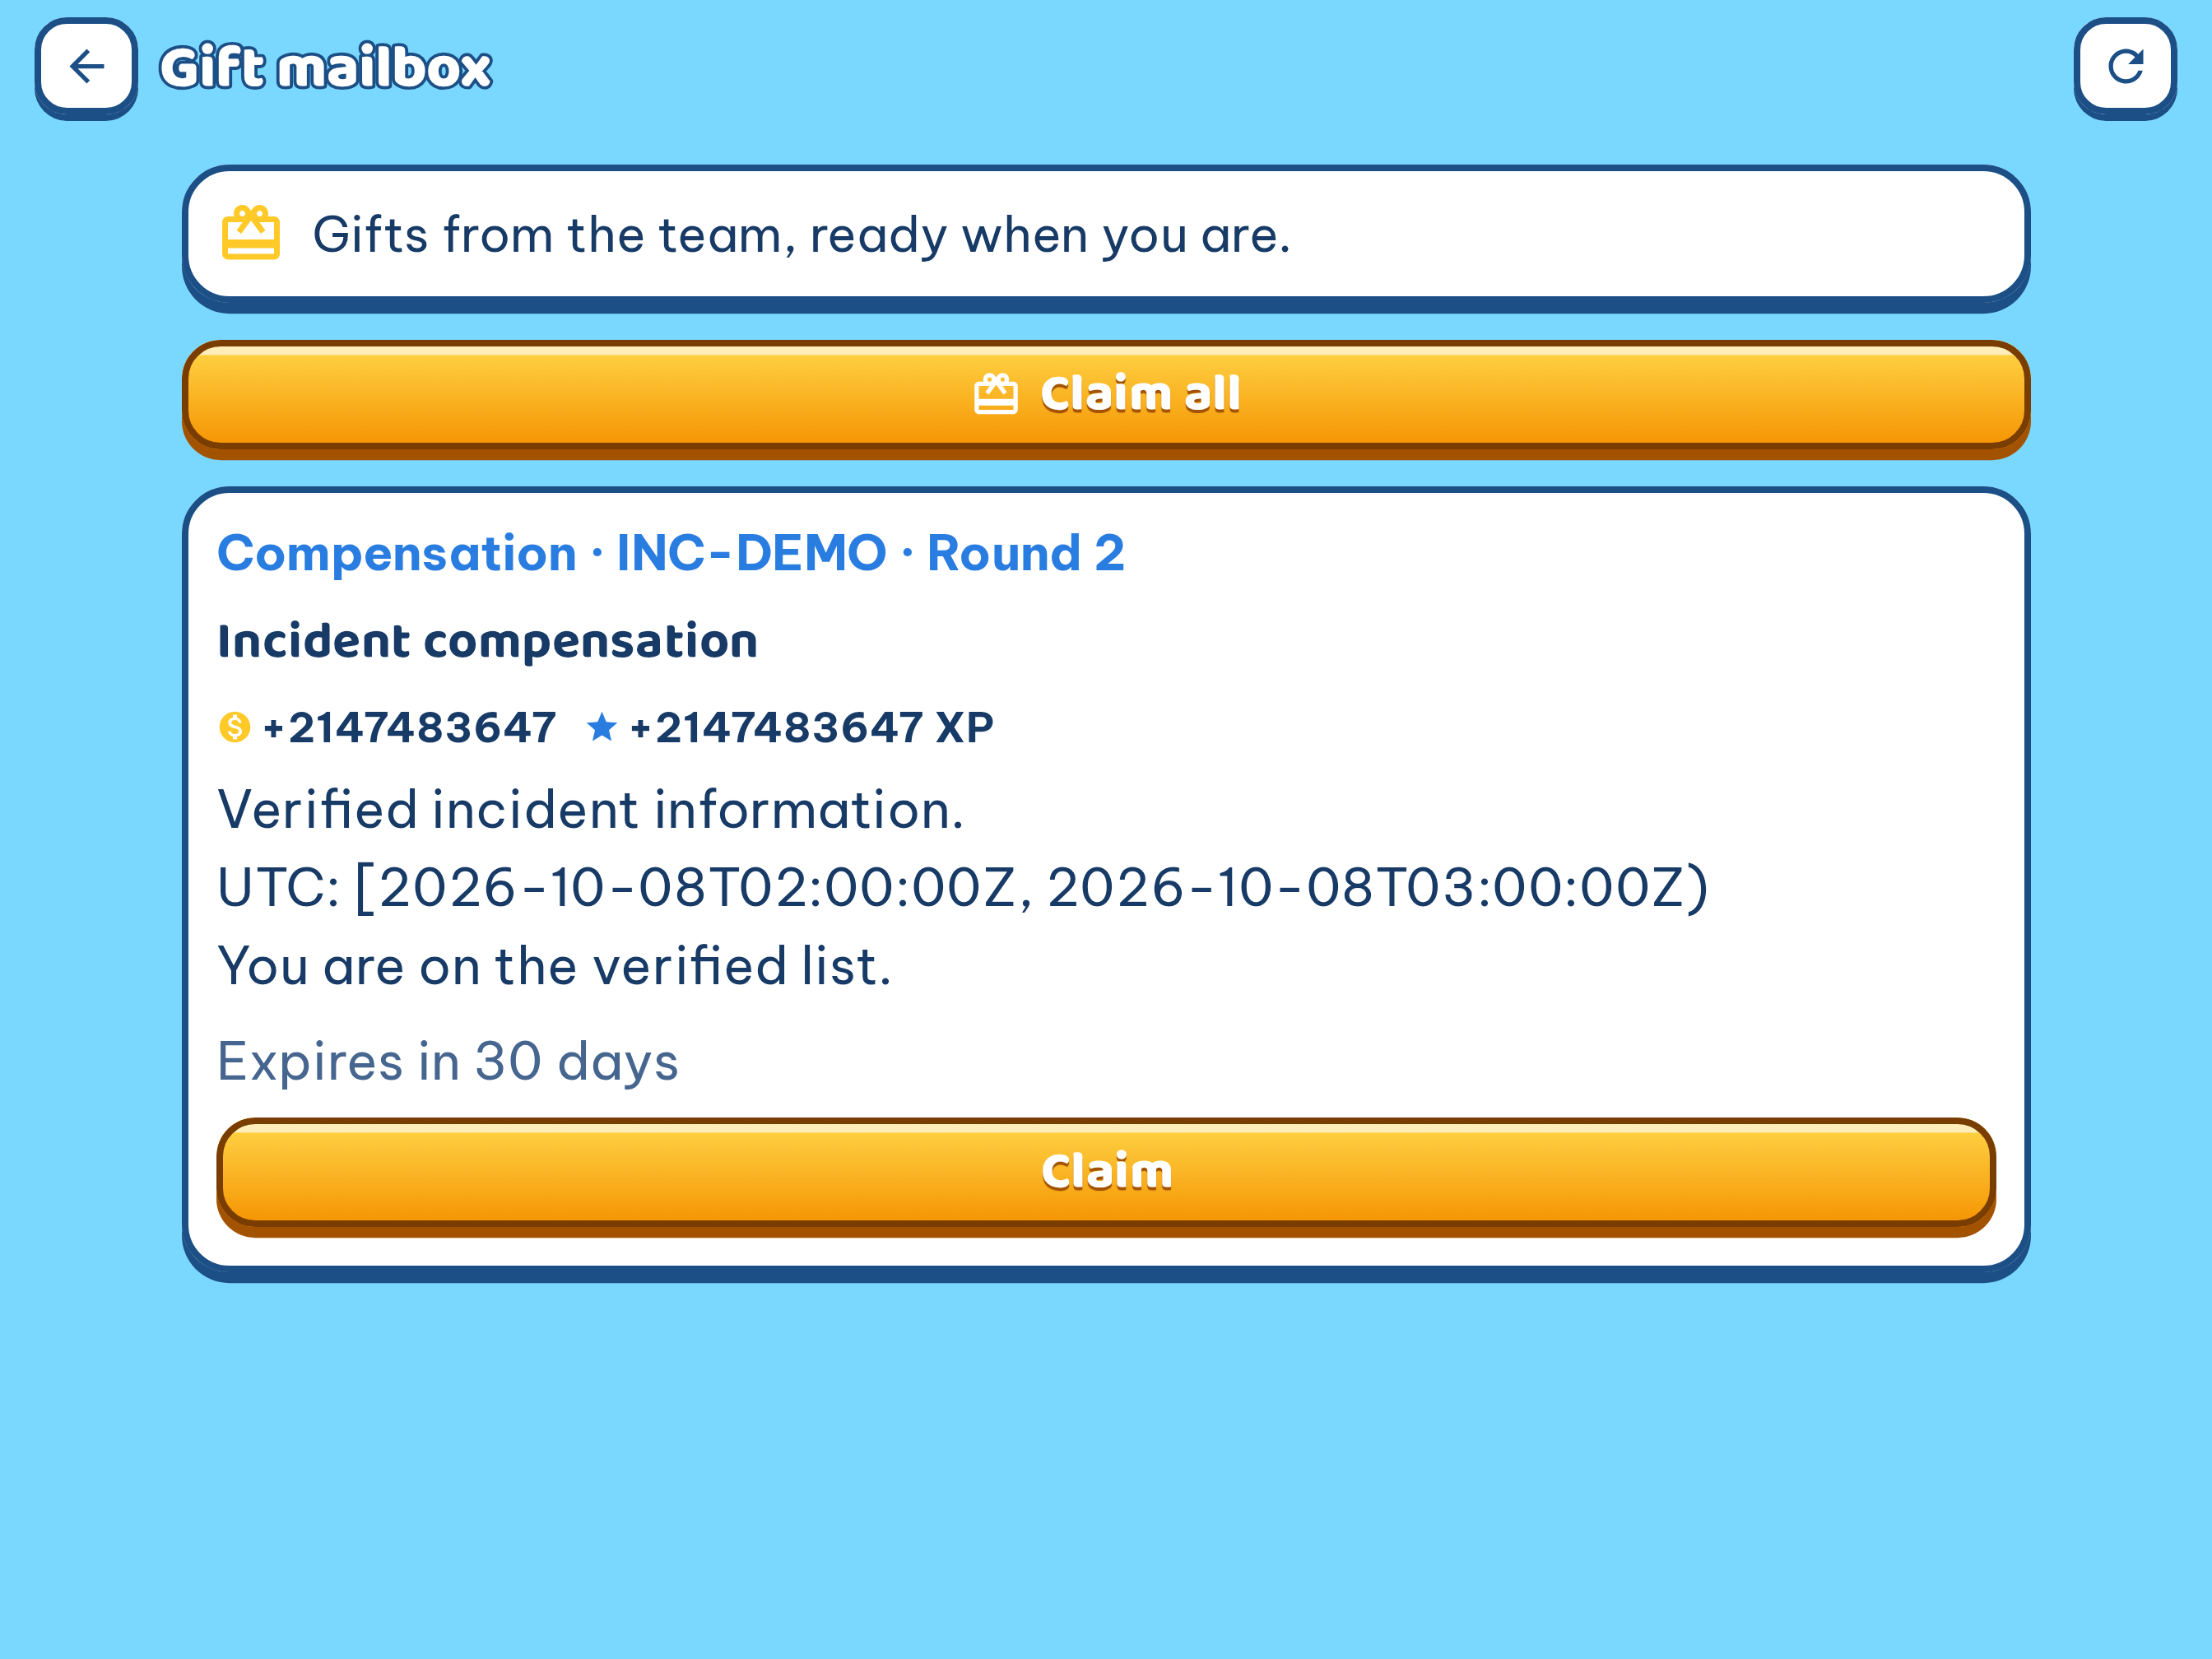 Gift mailbox
Gifts from the team, ready when you are.
Claim all
Compensation · INC-DEMO · Round 2
Incident compensation
+2147483647 +2147483647 XP
Verified incident information.
UTC: [2026-10-08T02:00:00Z, 2026-10-08T03:00:00Z)
You are on the verified list.
Expires in 30 days
Claim